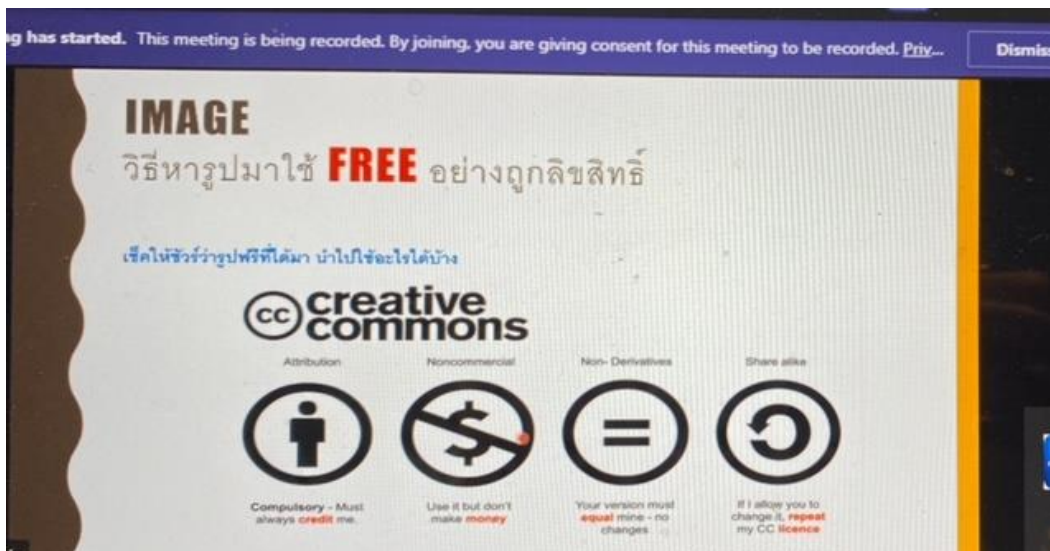 g has started. This meeting is being recorded. By joining, you are giving consent for this meeting to be recorded. Priv... Dismiss
IMAGE
วิธีหารูปมาใช้ FREE อย่างถูกลิขสิทธิ์
เช็คให้ชัวร์ว่ารูปฟรีที่ได้มา นำไปใช้อะไรได้บ้าง
cc creative
commons
Attribution Noncommercial Non- Derivatives Share alike
Compulsory - Must Use it but don't Your version must If I allow you to
always credit me. make money equal mine - no change it, repeat
changes my CC licence